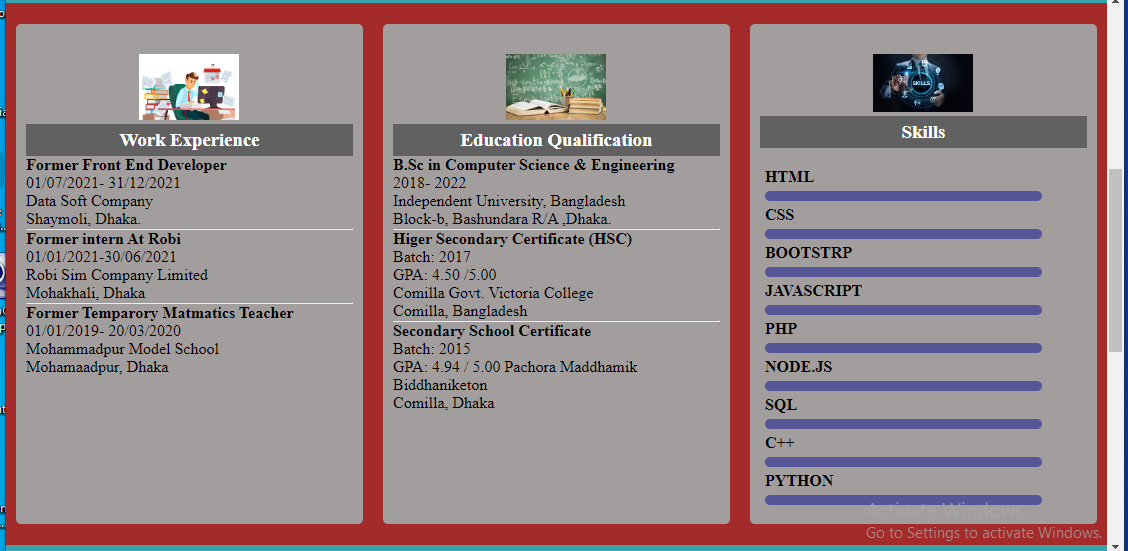 Work Experience
Former Front End Developer
01/07/2021- 31/12/2021
Data Soft Company
Shaymoli, Dhaka.
Former intern At Robi
01/01/2021-30/06/2021
Robi Sim Company Limited
Mohakhali, Dhaka
Former Temparory Matmatics Teacher
01/01/2019- 20/03/2020
Mohammadpur Model School
Mohamaadpur, Dhaka
Education Qualification
B.Sc in Computer Science & Engineering
2018- 2022
Independent University, Bangladesh
Block-b, Bashundara R/A ,Dhaka.
Higer Secondary Certificate (HSC)
Batch: 2017
GPA: 4.50 /5.00
Comilla Govt. Victoria College
Comilla, Bangladesh
Secondary School Certificate
Batch: 2015
GPA: 4.94 / 5.00 Pachora Maddhamik
Biddhaniketon
Comilla, Dhaka
SKILLS
Skills
HTML
CSS
BOOTSTRP
JAVASCRIPT
PHP
NODE.JS
SQL
C++
PYTHON
Activate Windows
Go to Settings to activate Windows.